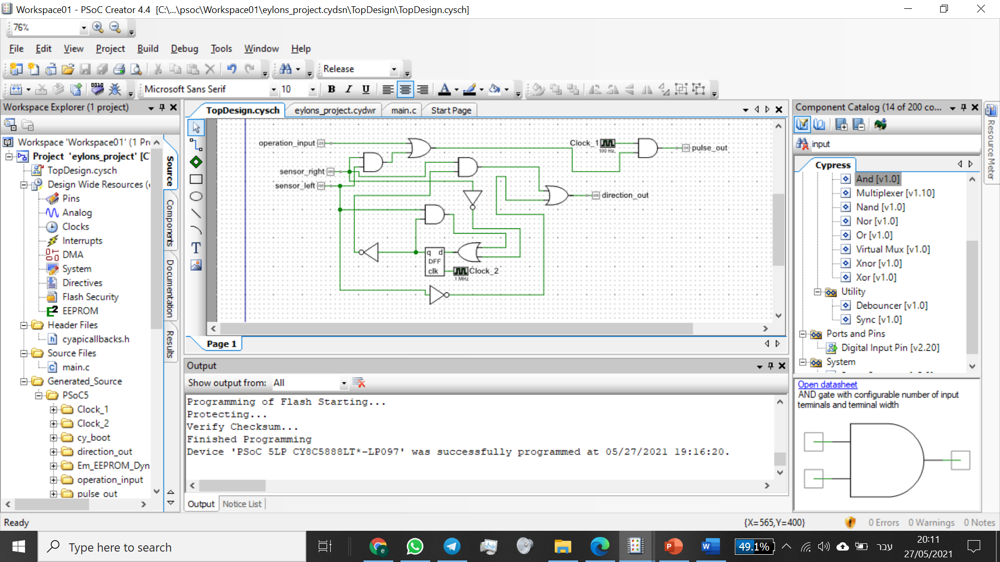 Workspace01 - PSoC Creator 4.4 [C:\...\psoc\Workspace01\eylons_project.cydsn\TopDesign\TopDesign.cysch]
76%
File Edit View Project Build Debug Tools Window Help
Release
Microsoft Sans Serif 10 B I U A
Workspace Explorer (1 project)
Workspace 'Workspace01' (1 Pr
Project 'eylons_project' [C
TopDesign.cysch
Design Wide Resources (
Pins
Analog
Clocks
Interrupts
DMA
System
Directives
Flash Security
EEPROM
Header Files
cyapicallbacks.h
Source Files
main.c
Generated_Source
PSoC5
Clock_1
Clock_2
cy_boot
direction_out
Em_EEPROM_Dyn
operation_input
pulse_out
Source
Components
Documentation
Results
TopDesign.cysch eylons_project.cydwr main.c Start Page
operation_input
sensor_right
sensor_left
Clock_1
100 Hz
pulse_out
direction_out
q d
DFF
clk
Clock_2
1 MHz
Page 1
Output
Show output from: All
Programming of Flash Starting...
Protecting...
Verify Checksum...
Finished Programming
Device 'PSoC 5LP CY8C5888LT*-LP097' was successfully programmed at 05/27/2021 19:16:20.
Output Notice List
Component Catalog (14 of 200 co...
input
Cypress
And [v1.0]
Multiplexer [v1.10]
Nand [v1.0]
Nor [v1.0]
Or [v1.0]
Virtual Mux [v1.0]
Xnor [v1.0]
Xor [v1.0]
Utility
Debouncer [v1.0]
Sync [v1.0]
Ports and Pins
Digital Input Pin [v2.20]
System
Open datasheet
AND gate with configurable number of input
terminals and terminal width
Resource Meter
Ready
{X=565,Y=400}
0 Errors 0 Warnings 0 Notes
Type here to search
49.1%
עבר
20:11
27/05/2021